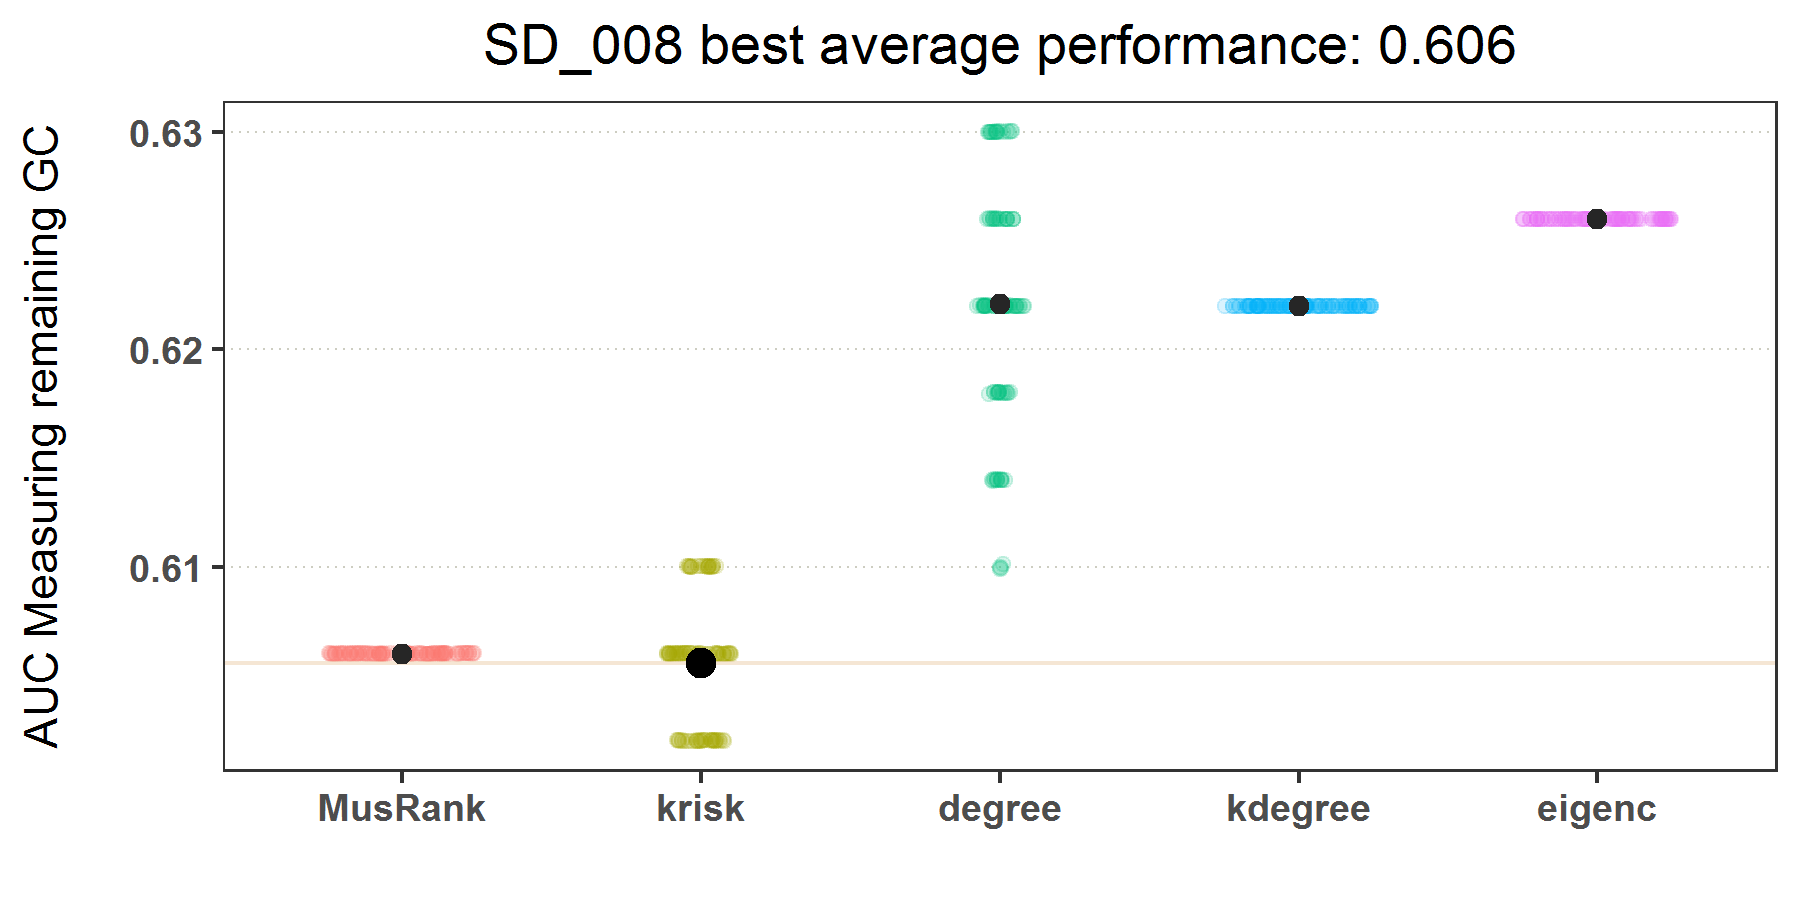 SD_008 best average performance: 0.606
AUC Measuring remaining GC
0.63
0.62
0.61
MusRank
krisk
degree
kdegree
eigenc